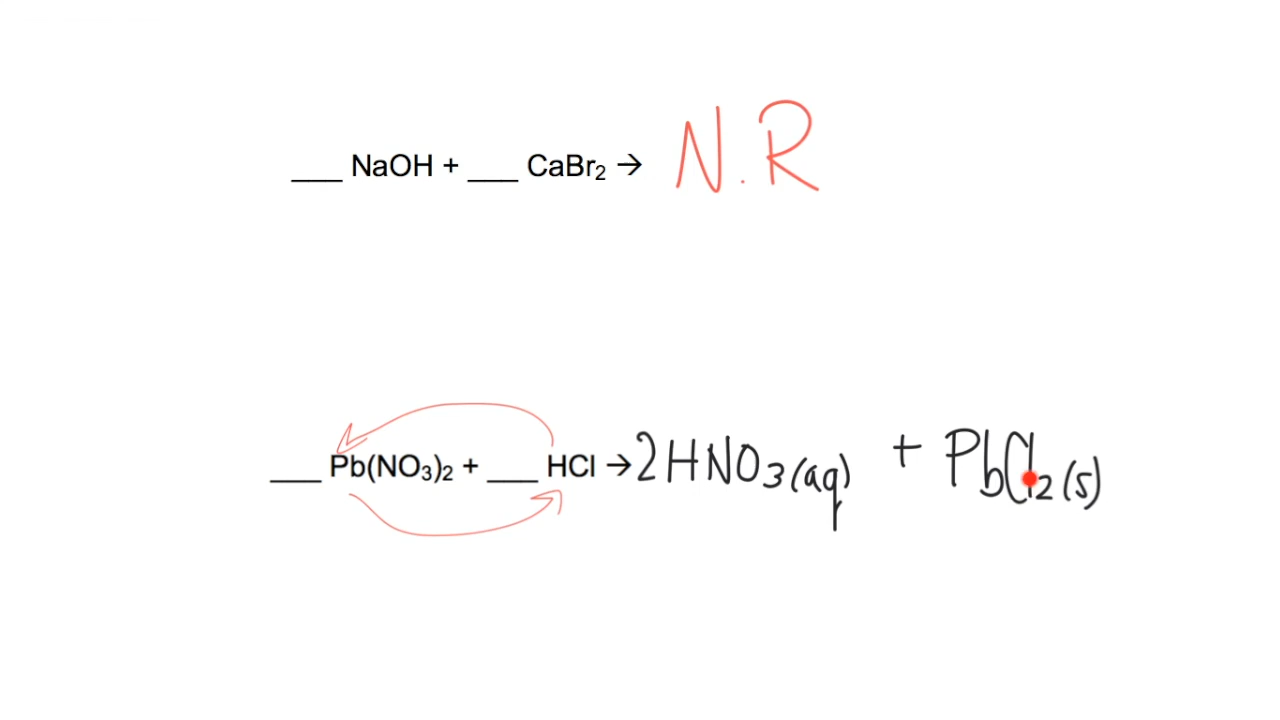 ___ NaOH + ___ CaBr₂ → N.R
___ Pb(NO₃)₂ + ___ HCl → 2HNO₃(aq) + PbCl₂(s)